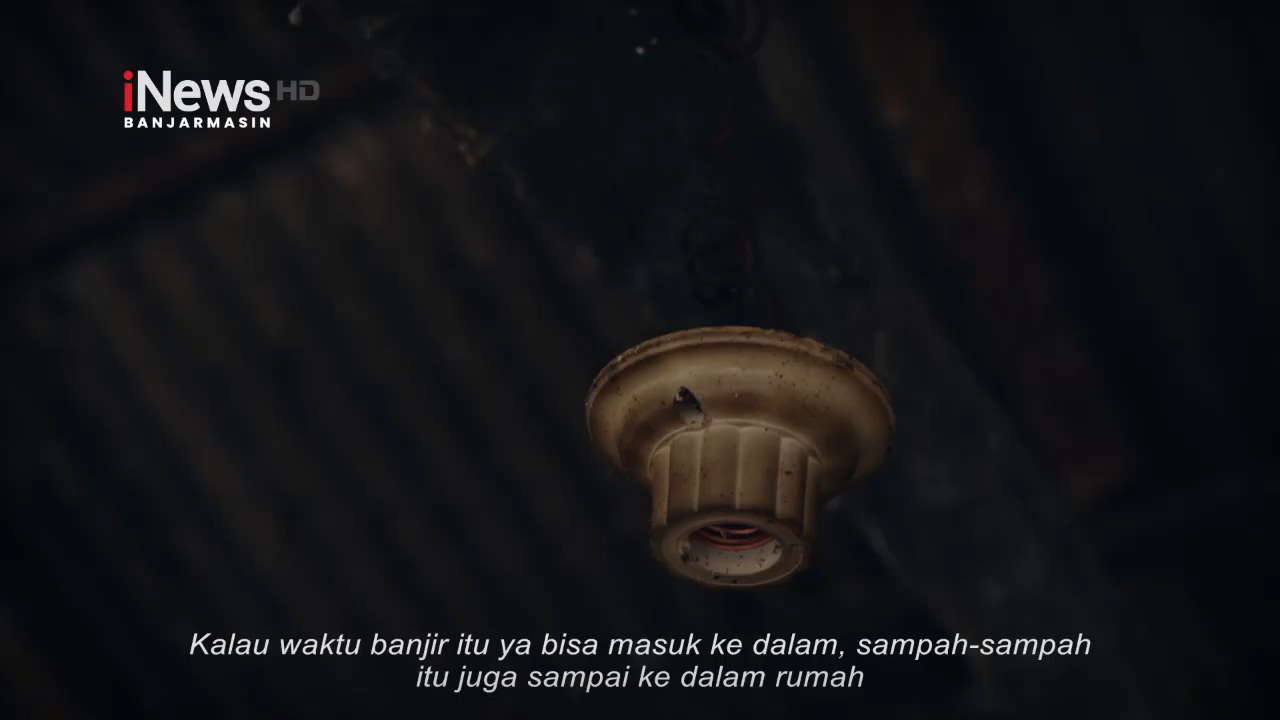 iNews HD
BANJARMASIN
Kalau waktu banjir itu ya bisa masuk ke dalam, sampah-sampah
itu juga sampai ke dalam rumah